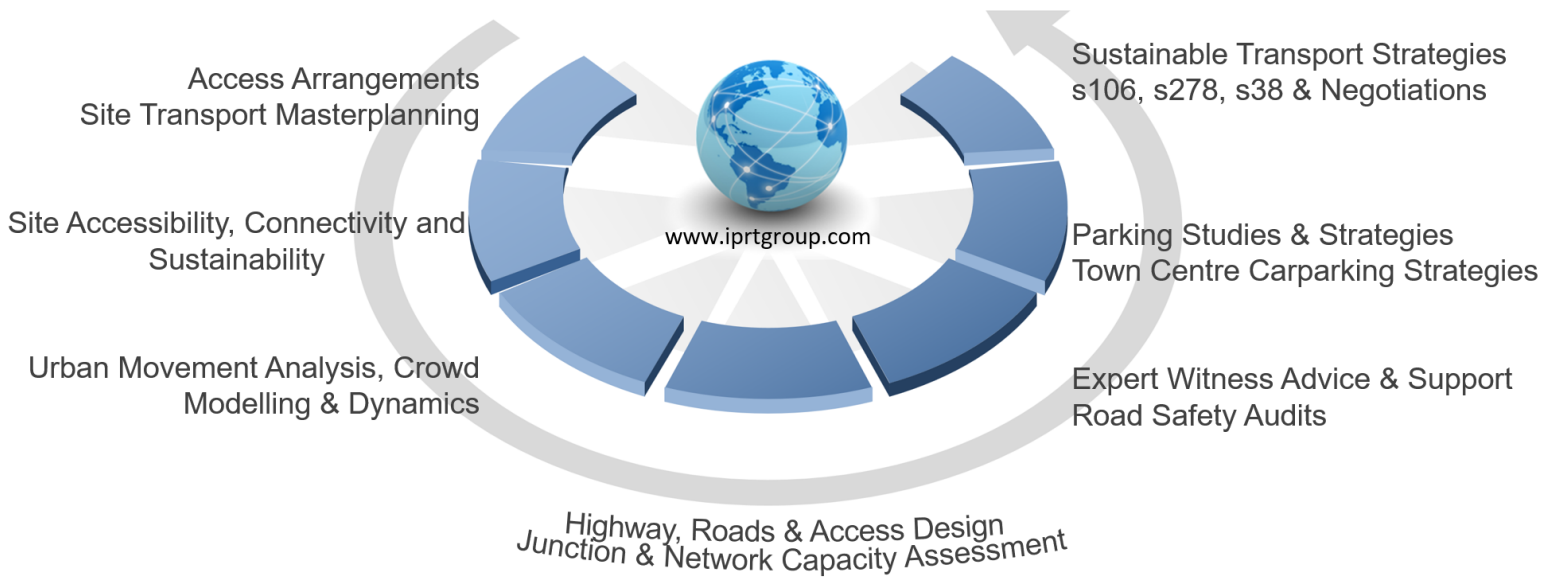 Access Arrangements
Site Transport Masterplanning
Site Accessibility, Connectivity and
Sustainability
Urban Movement Analysis, Crowd
Modelling & Dynamics
Highway, Roads & Access Design
Junction & Network Capacity Assessment
Expert Witness Advice & Support
Road Safety Audits
Parking Studies & Strategies
Town Centre Carparking Strategies
Sustainable Transport Strategies
s106, s278, s38 & Negotiations
www.iprtgroup.com